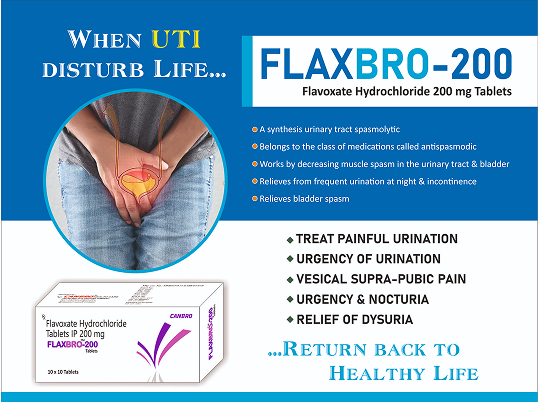 WHEN UTI
DISTURB LIFE...
FLAXBRO-200
Flavoxate Hydrochloride 200 mg Tablets
A synthesis urinary tract spasmolytic
Belongs to the class of medications called antispasmodic
Works by decreasing muscle spasm in the urinary tract & bladder
Relieves from frequent urination at night & incontinence
Relieves bladder spasm
TREAT PAINFUL URINATION
URGENCY OF URINATION
VESICAL SUPRA-PUBIC PAIN
URGENCY & NOCTURIA
RELIEF OF DYSURIA
...RETURN BACK TO
HEALTHY LIFE
Flavoxate Hydrochloride
Tablets IP 200 mg
FLAXBRO-200
Tablets
10 x 10 Tablets
CANBRO
FLAXBRO-200